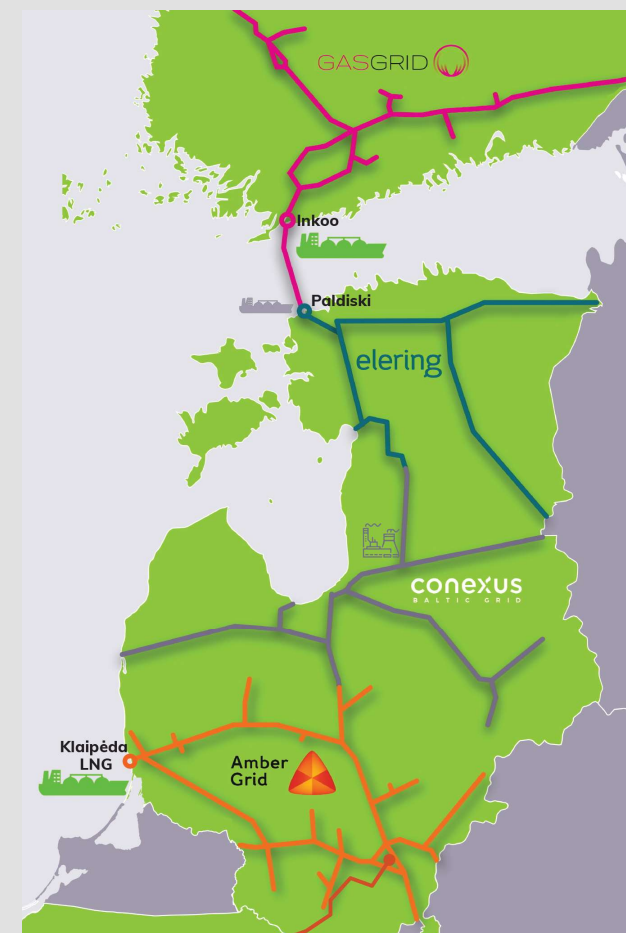 GASGRID
Inkoo
Paldiski
elering
conexus
BALTIC GRID
Klaipėda
LNG
Amber
Grid